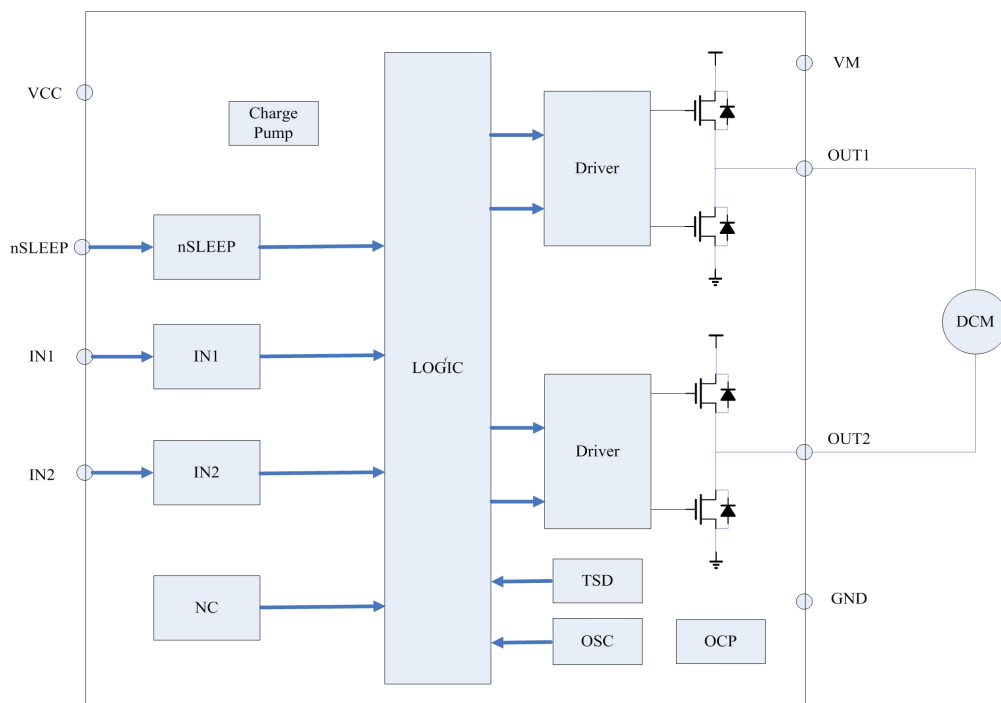 VCC
Charge
Pump
nSLEEP
nSLEEP
IN1
IN1
IN2
IN2
NC
LOGIC
Driver
Driver
TSD
OSC
OCP
VM
OUT1
DCM
OUT2
GND